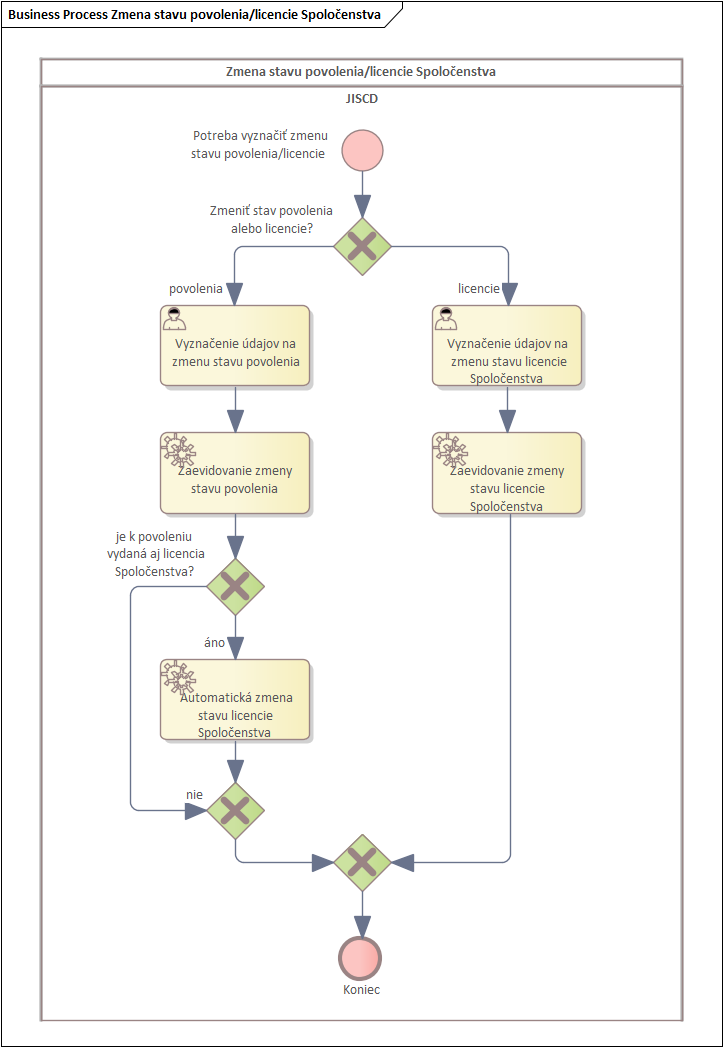 Business Process Zmena stavu povolenia/licencie Spoločenstva
Zmena stavu povolenia/licencie Spoločenstva
JISCD
Potreba vyznačiť zmenu
stavu povolenia/licencie
Zmeniť stav povolenia
alebo licencie?
povolenia
licencie
Vyznačenie údajov na
zmenu stavu povolenia
Vyznačenie údajov na
zmenu stavu licencie
Spoločenstva
Zaevidovanie zmeny
stavu povolenia
Zaevidovanie zmeny
stavu licencie
Spoločenstva
je k povoleniu
vydaná aj licencia
Spoločenstva?
áno
Automatická zmena
stavu licencie
Spoločenstva
nie
Koniec